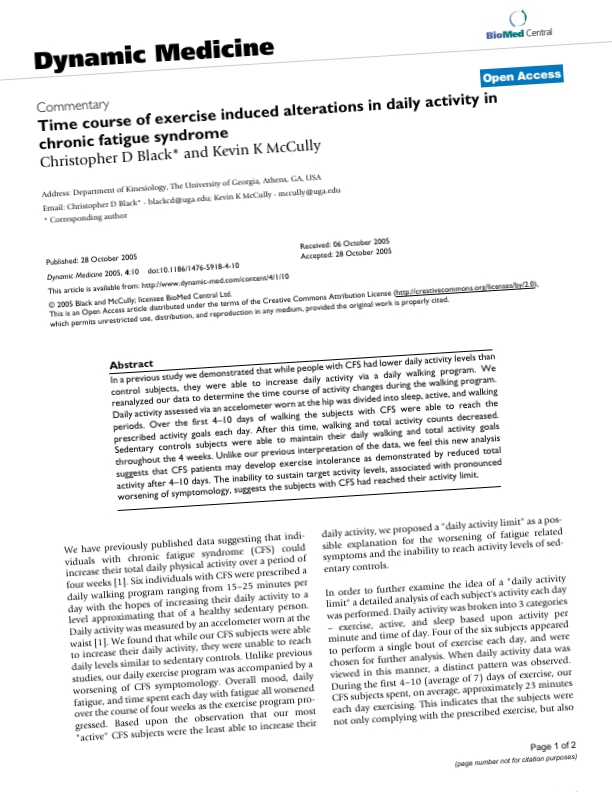 BioMed Central
Dynamic Medicine
Open Access
Commentary
Time course of exercise induced alterations in daily activity in
chronic fatigue syndrome
Christopher D Black* and Kevin K McCully
Address: Department of Kinesiology, The University of Georgia, Athens, GA, USA
Email: Christopher D Black* - blackcd@uga.edu; Kevin K McCully - mccully@uga.edu
* Corresponding author
Published: 28 October 2005
Dynamic Medicine 2005, 4:10 doi:10.1186/1476-5918-4-10
This article is available from: http://www.dynamic-med.com/content/4/1/10
Received: 06 October 2005
Accepted: 28 October 2005
© 2005 Black and McCully; licensee BioMed Central Ltd.
This is an Open Access article distributed under the terms of the Creative Commons Attribution License (http://creativecommons.org/licenses/by/2.0),
which permits unrestricted use, distribution, and reproduction in any medium, provided the original work is properly cited.
Abstract
In a previous study we demonstrated that while people with CFS had lower daily activity levels than
control subjects, they were able to increase daily activity via a daily walking program. We
reanalyzed our data to determine the time course of activity changes during the walking program.
Daily activity assessed via an accelometer worn at the hip was divided into sleep, active, and walking
periods. Over the first 4–10 days of walking the subjects with CFS were able to reach the
prescribed activity goals each day. After this time, walking and total activity counts decreased.
Sedentary controls subjects were able to maintain their daily walking and total activity goals
throughout the 4 weeks. Unlike our previous interpretation of the data, we feel this new analysis
suggests that CFS patients may develop exercise intolerance as demonstrated by reduced total
activity after 4–10 days. The inability to sustain target activity levels, associated with pronounced
worsening of symptomology, suggests the subjects with CFS had reached their activity limit.
We have previously published data suggesting that indi-
viduals with chronic fatigue syndrome (CFS) could
increase their total daily physical activity over a period of
four weeks [1]. Six individuals with CFS were prescribed a
daily walking program ranging from 15–25 minutes per
day with the hopes of increasing their daily activity to a
level approximating that of a healthy sedentary person.
Daily activity was measured by an accelometer worn at the
waist [1]. We found that while our CFS subjects were able
to increase their daily activity, they were unable to reach
daily levels similar to sedentary controls. Unlike previous
studies, our daily exercise program was accompanied by a
worsening of CFS symptomology. Overall mood, daily
fatigue, and time spent each day with fatigue all worsened
over the course of four weeks as the exercise program pro-
gressed. Based upon the observation that our most
"active" CFS subjects were the least able to increase their
daily activity, we proposed a "daily activity limit" as a pos-
sible explanation for the worsening of fatigue related
symptoms and the inability to reach activity levels of sed-
entary controls.
In order to further examine the idea of a "daily activity
limit" a detailed analysis of each subject's activity each day
was performed. Daily activity was broken into 3 categories
– exercise, active, and sleep based upon activity per
minute and time of day. Four of the six subjects appeared
to perform a single bout of exercise each day, and were
chosen for further analysis. When daily activity data was
viewed in this manner, a distinct pattern was observed.
During the first 4–10 (average of 7) days of exercise, our
CFS subjects spent, on average, approximately 23 minutes
each day exercising. This indicates that the subjects were
not only complying with the prescribed exercise, but also
Page 1 of 2
(page number not for citation purposes)